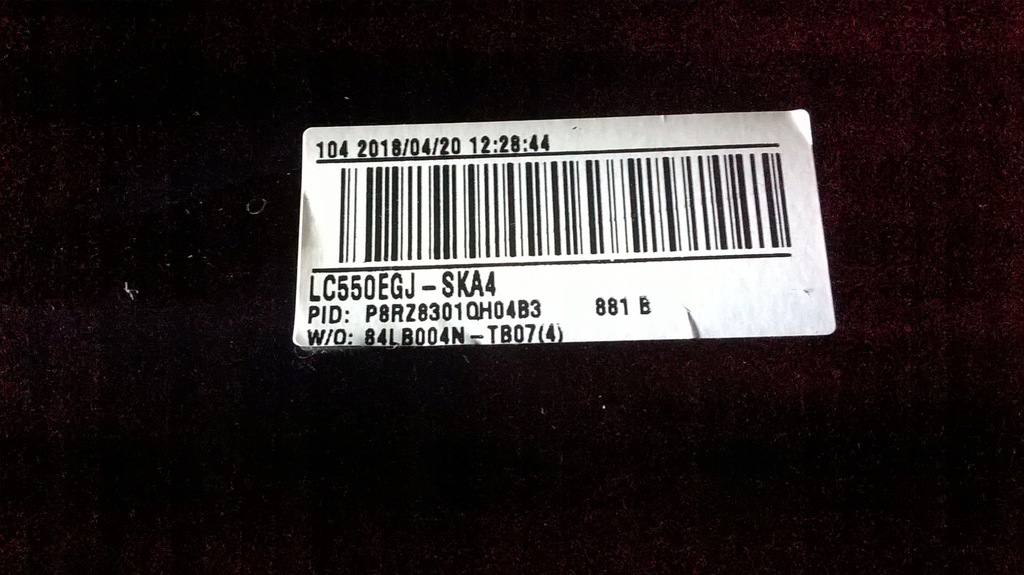 104 2018/04/20 12:28:44
LC550EGJ-SKA4
PID: P8RZ8301QH04B3 881 B
W/O: 84LB004N-TB07(4)